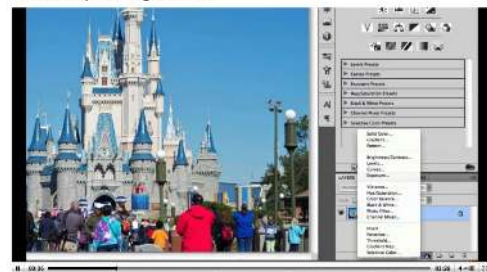 Levels Presets
Curves Presets
Exposure Presets
Hue/Saturation Presets
Black & White Presets
Channel Mixer Presets
Selective Color Presets
Solid Color...
Gradient...
Pattern...
Brightness/Contrast...
Levels...
Curves...
Exposure...
Vibrance...
Hue/Saturation...
Color Balance...
Black & White...
Photo Filter...
Channel Mixer...
Invert
Posterize...
Threshold...
Gradient Map...
Selective Color...
LAYERS